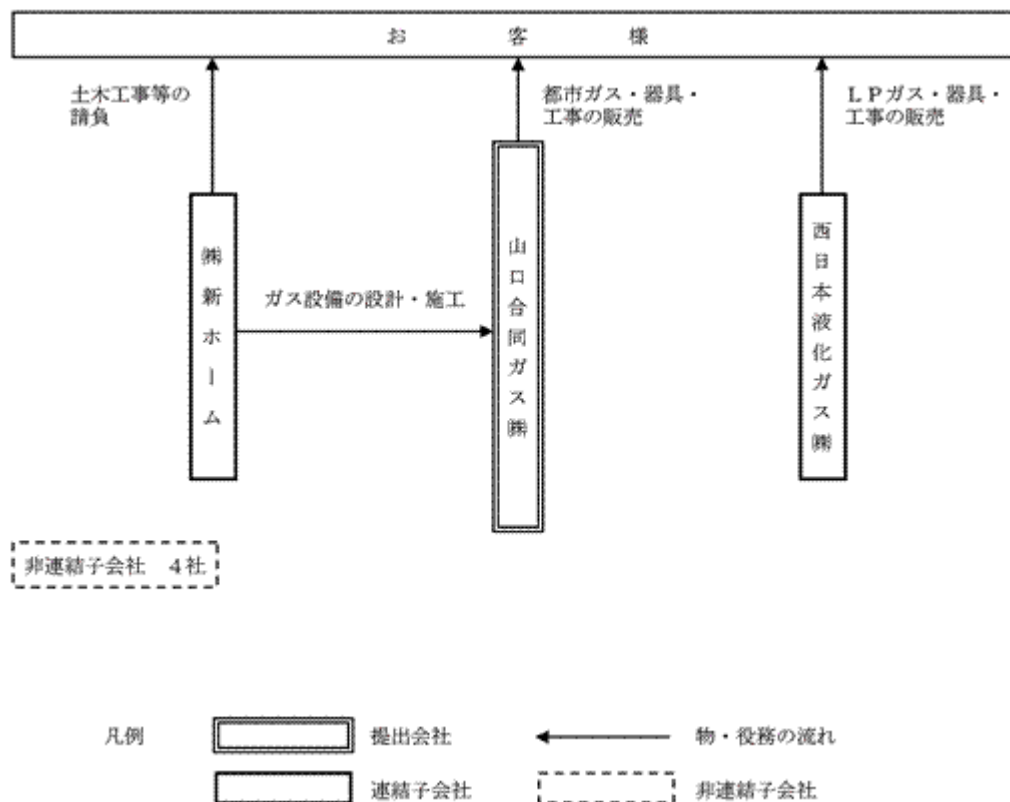 お客様
土木工事等の
請負
都市ガス・器具・
工事の販売
ＬＰガス・器具・
工事の販売
㈱新ホーム
ガス設備の設計・施工
山口合同ガス㈱
西日本液化ガス㈱
非連結子会社　４社
凡例
提出会社
物・役務の流れ
連結子会社
非連結子会社